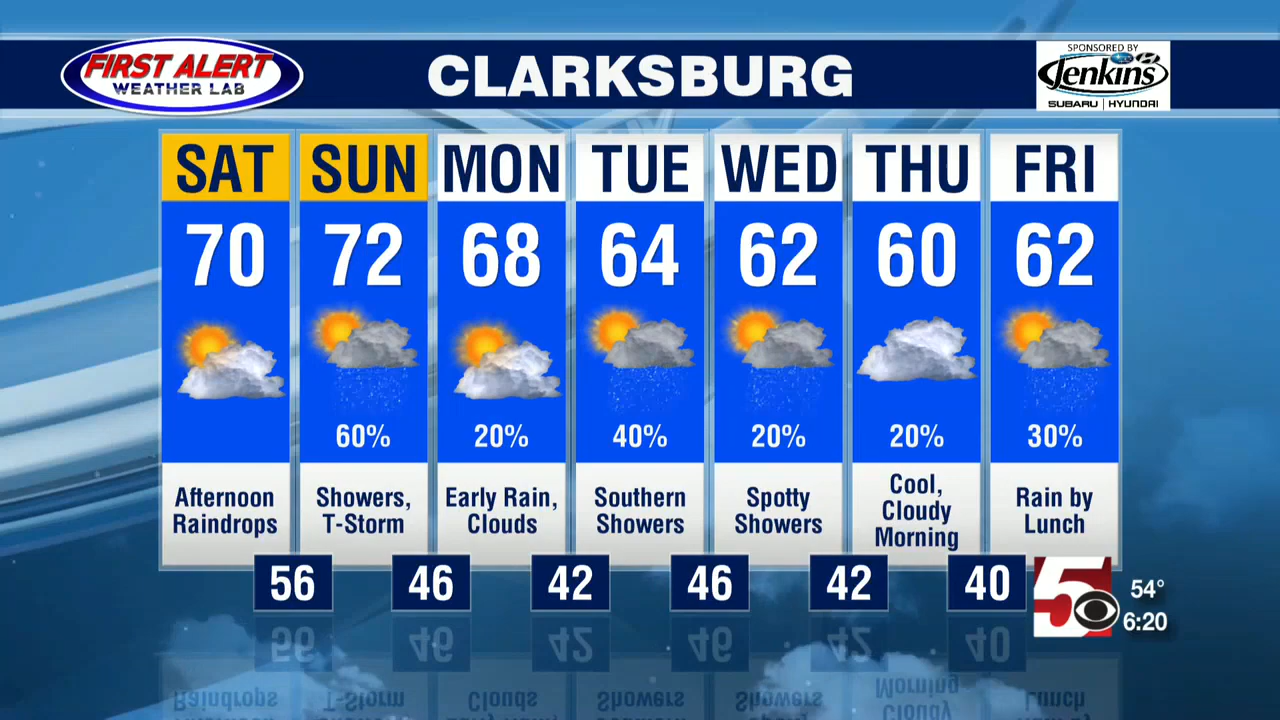 FIRST ALERT
WEATHER LAB
CLARKSBURG
SPONSORED BY
Jenkins
SUBARU | HYUNDAI
SAT SUN MON TUE WED THU FRI
70 72 68 64 62 60 62
60% 20% 40% 20% 20% 30%
Afternoon
Raindrops
Showers,
T-Storm
Early Rain,
Clouds
Southern
Showers
Spotty
Showers
Cool,
Cloudy
Morning
Rain by
Lunch
56 46 42 46 42 40
5
54°
6:20